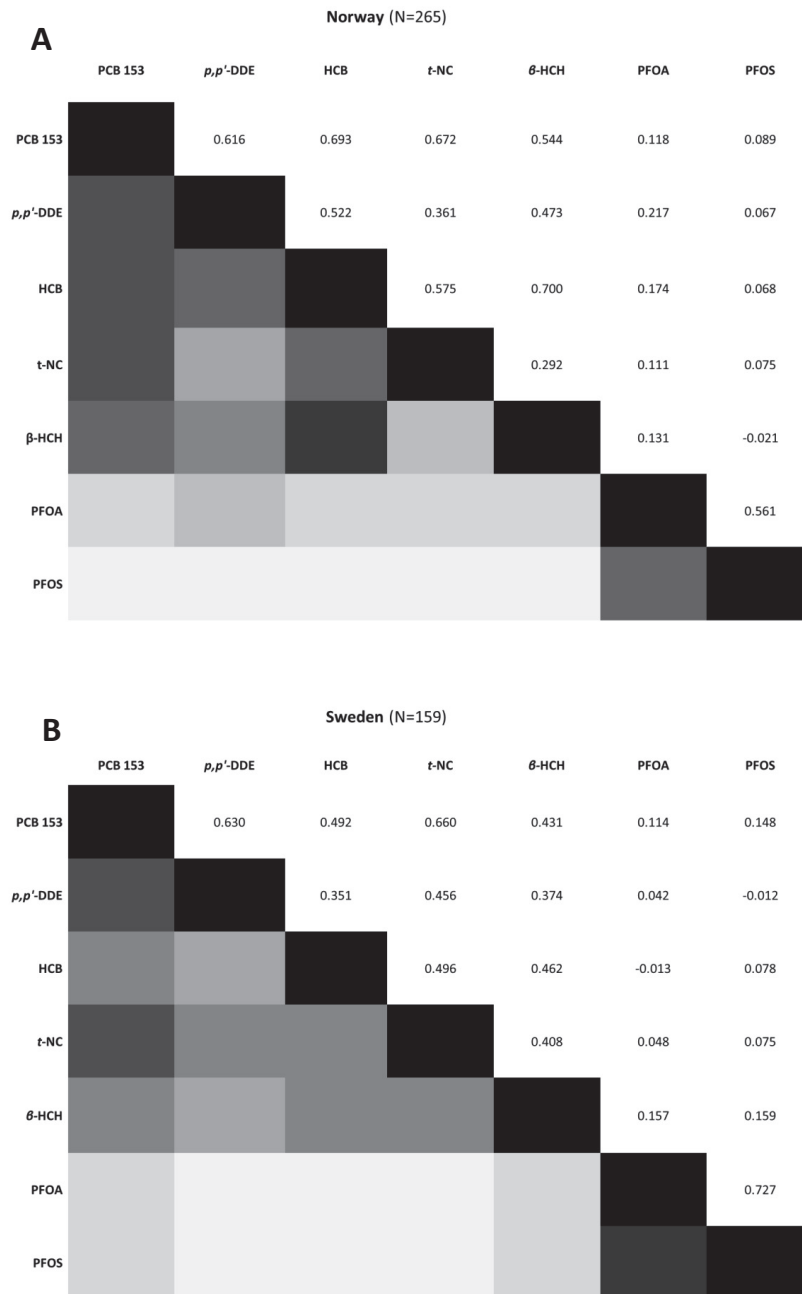 Norway (N=265)
A
PCB 153 p,p'-DDE HCB t-NC β-HCH PFOA PFOS
PCB 153 0.616 0.693 0.672 0.544 0.118 0.089
p,p'-DDE 0.522 0.361 0.473 0.217 0.067
HCB 0.575 0.700 0.174 0.068
t-NC 0.292 0.111 0.075
β-HCH 0.131 -0.021
PFOA 0.561
PFOS
Sweden (N=159)
B
PCB 153 p,p'-DDE HCB t-NC β-HCH PFOA PFOS
PCB 153 0.630 0.492 0.660 0.431 0.114 0.148
p,p'-DDE 0.351 0.456 0.374 0.042 -0.012
HCB 0.496 0.462 -0.013 0.078
t-NC 0.408 0.048 0.075
β-HCH 0.157 0.159
PFOA 0.727
PFOS